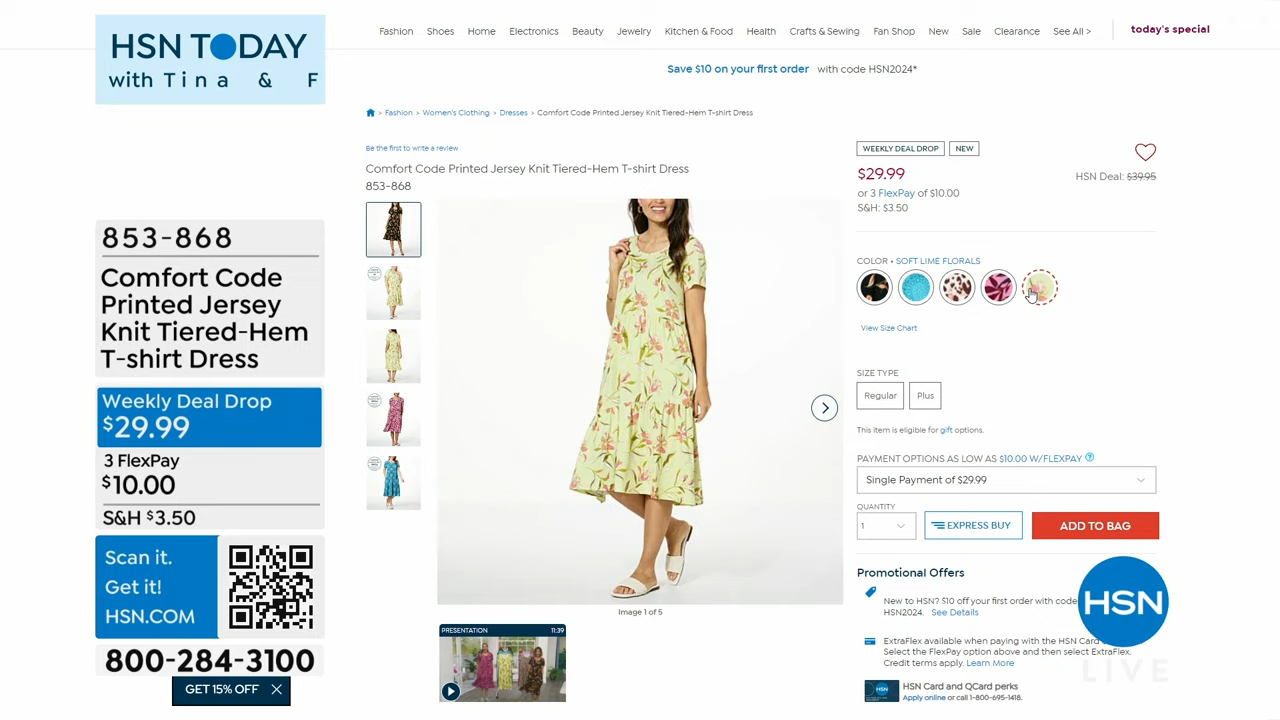 HSN TODAY
with Tina & F
Fashion Shoes Home Electronics Beauty Jewelry Kitchen & Food Health Crafts & Sewing Fan Shop New Sale Clearance See All > today's special
Save $10 on your first order with code HSN2024*
> Fashion > Women's Clothing > Dresses > Comfort Code Printed Jersey Knit Tiered-Hem T-shirt Dress
Be the first to write a review
Comfort Code Printed Jersey Knit Tiered-Hem T-shirt Dress
853-868
WEEKLY DEAL DROP NEW
$29.99
HSN Deal: $39.95
or 3 FlexPay of $10.00
S&H: $3.50
COLOR • SOFT LIME FLORALS
View Size Chart
SIZE TYPE
Regular Plus
This item is eligible for gift options.
PAYMENT OPTIONS AS LOW AS $10.00 W/FLEXPAY ?
Single Payment of $29.99
QUANTITY
1
EXPRESS BUY
ADD TO BAG
Promotional Offers
New to HSN? $10 off your first order with code
HSN2024. See Details
ExtraFlex available when paying with the HSN Card
Select the FlexPay option above and then select ExtraFlex.
Credit terms apply. Learn More
HSN Card and QCard perks
Apply online or call 1-800-695-1418.
Image 1 of 5
PRESENTATION 11:39
853-868
Comfort Code
Printed Jersey
Knit Tiered-Hem
T-shirt Dress
Weekly Deal Drop
$29.99
3 FlexPay
$10.00
S&H $3.50
Scan it.
Get it!
HSN.COM
800-284-3100
GET 15% OFF
HSN
LIVE